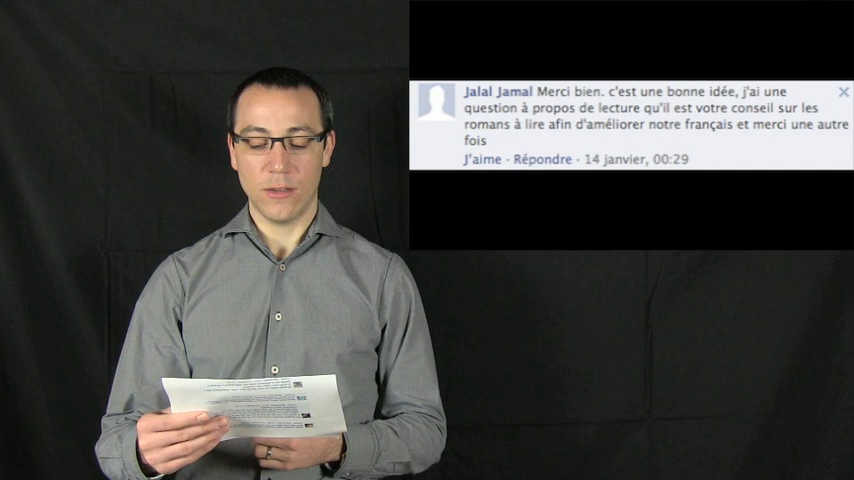 Jalal Jamal Merci bien. c'est une bonne idée, j'ai une
question à propos de lecture qu'il est votre conseil sur les
romans à lire afin d'améliorer notre français et merci une autre
fois
J'aime · Répondre · 14 janvier, 00:29